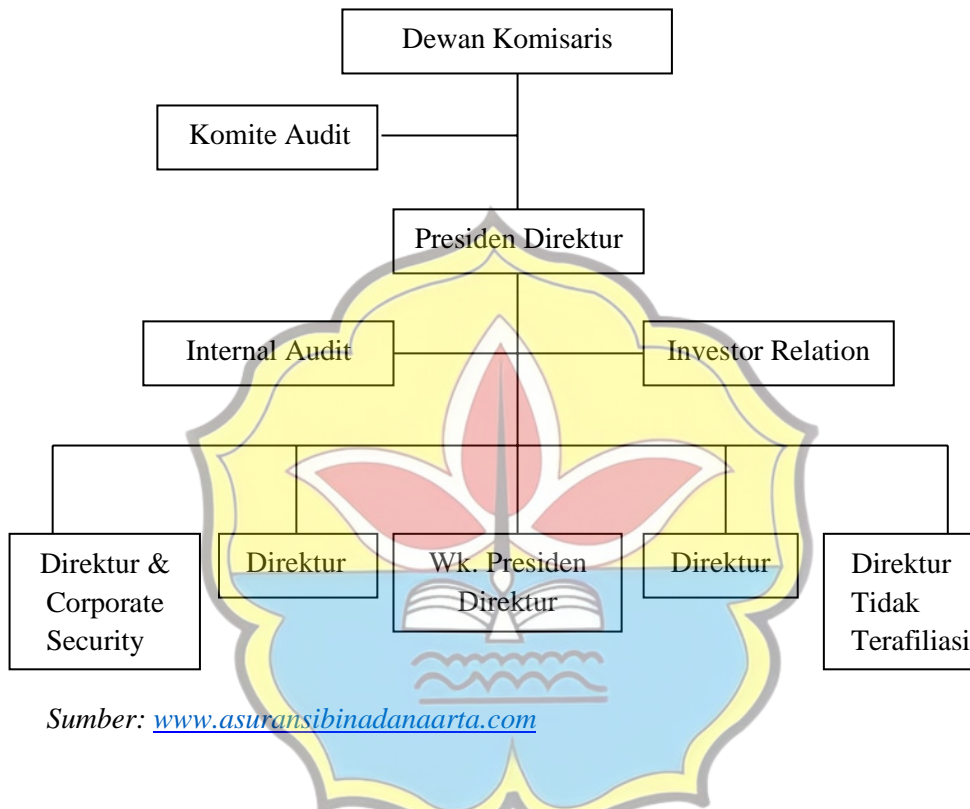 Dewan Komisaris
Komite Audit
Presiden Direktur
Internal Audit
Investor Relation
Direktur &
Corporate
Security
Direktur
Wk. Presiden
Direktur
Direktur
Direktur
Tidak
Terafiliasi
Sumber: www.asuransibinadanaarta.com